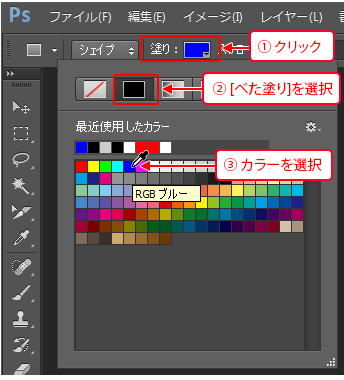 Ps ファイル(F) 編集(E) イメージ(I) レイヤー(L)
シェイプ 塗り: ① クリック
② [べた塗り]を選択
最近使用したカラー
③ カラーを選択
RGB ブルー